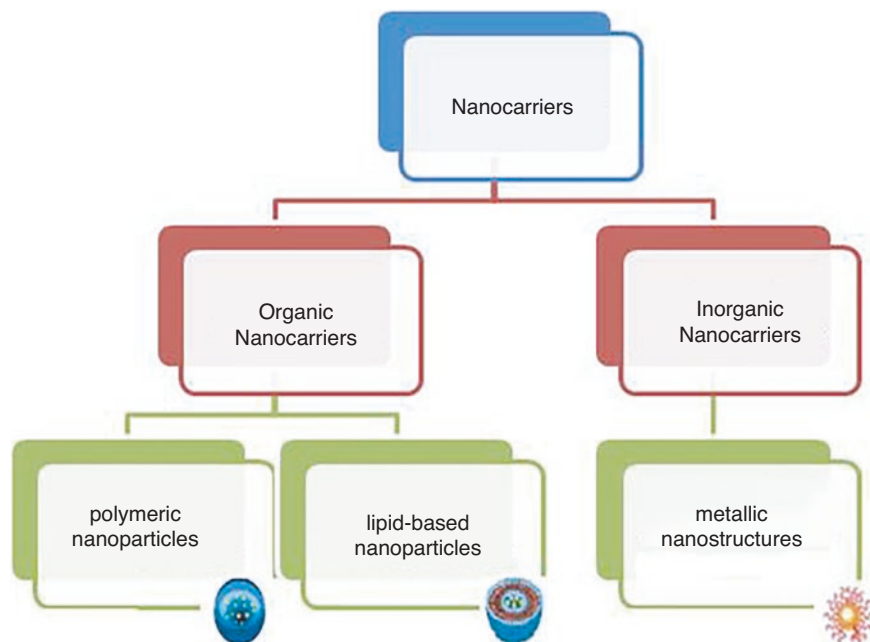 Nanocarriers
Organic
Nanocarriers
Inorganic
Nanocarriers
polymeric
nanoparticles
lipid-based
nanoparticles
metallic
nanostructures